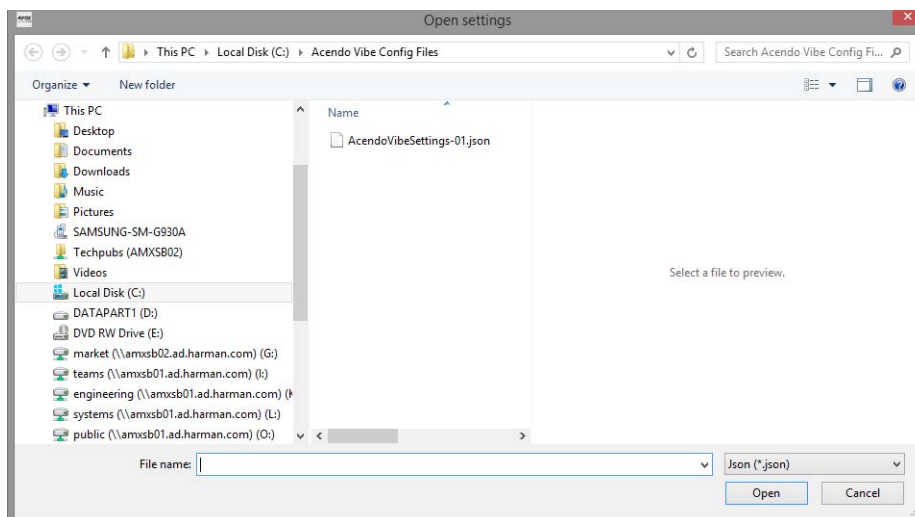 AMX
Open settings
This PC Local Disk (C:) Acendo Vibe Config Files
Search Acendo Vibe Config Fi...
Organize
New folder
This PC
Desktop
Documents
Downloads
Music
Pictures
SAMSUNG-SM-G930A
Techpubs (AMXSB02)
Videos
Local Disk (C:)
DATAPART1 (D:)
DVD RW Drive (E:)
market (\\amxsb02.ad.harman.com) (G:)
teams (\\amxsb01.ad.harman.com) (I:)
engineering (\\amxsb01.ad.harman.com) (
systems (\\amxsb01.ad.harman.com) (L:)
public (\\amxsb01.ad.harman.com) (O:)
Name
AcendoVibeSettings-01.json
Select a file to preview.
File name:
Json (*.json)
Open
Cancel